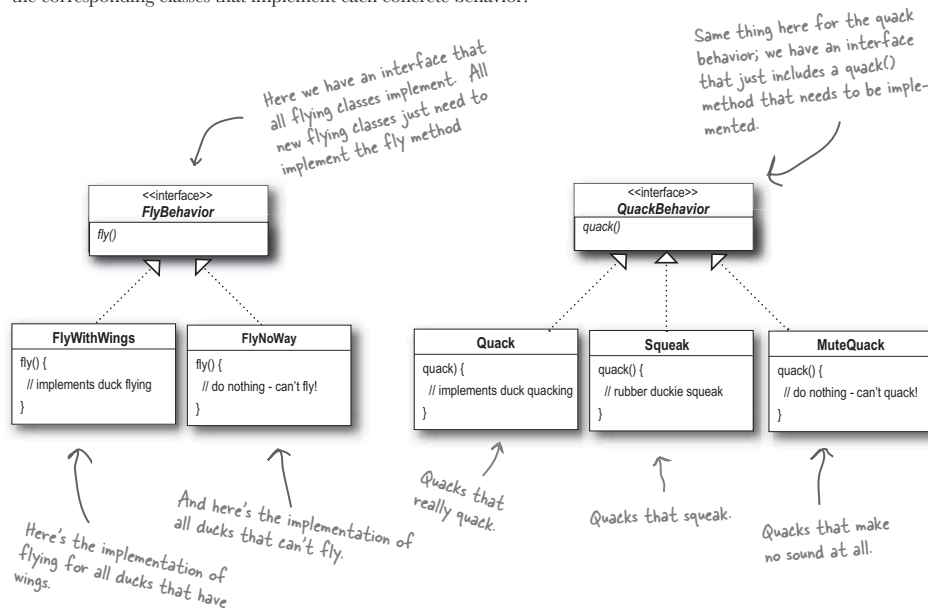 the corresponding classes that implement each concrete behavior:
Here we have an interface that
all flying classes implement. All
new flying classes just need to
implement the fly method
Same thing here for the quack
behavior; we have an interface
that just includes a quack()
method that needs to be imple-
mented.
<<interface>>
FlyBehavior
fly()
<<interface>>
QuackBehavior
quack()
FlyWithWings
fly() {
// implements duck flying
}
FlyNoWay
fly() {
// do nothing - can't fly!
}
Quack
quack) {
// implements duck quacking
}
Squeak
quack() {
// rubber duckie squeak
}
MuteQuack
quack() {
// do nothing - can't quack!
}
Here's the implementation of
flying for all ducks that have
wings.
And here's the implementation of
all ducks that can't fly.
Quacks that
really quack.
Quacks that squeak.
Quacks that make
no sound at all.